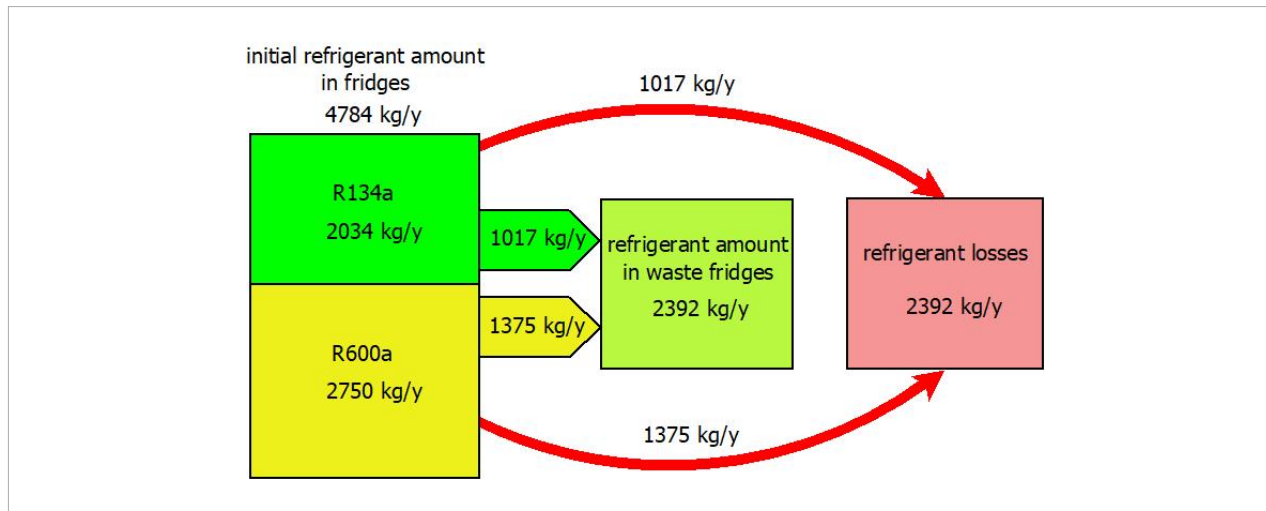 initial refrigerant amount
in fridges
4784 kg/y
1017 kg/y
R134a
2034 kg/y
1017 kg/y
refrigerant amount
in waste fridges
2392 kg/y
refrigerant losses
2392 kg/y
1375 kg/y
R600a
2750 kg/y
1375 kg/y